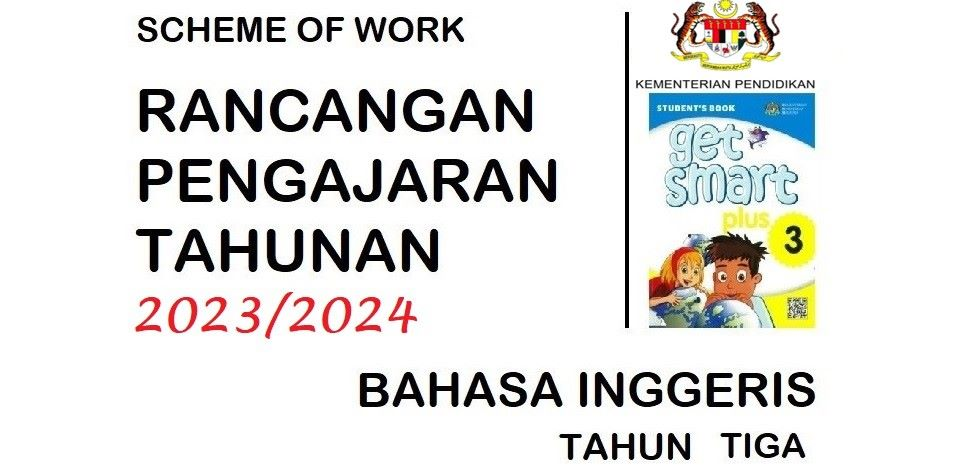 SCHEME OF WORK
RANCANGAN
PENGAJARAN
TAHUNAN
2023/2024
KEMENTERIAN PENDIDIKAN
STUDENT'S BOOK
get
smart
plus 3
BAHASA INGGERIS
TAHUN TIGA